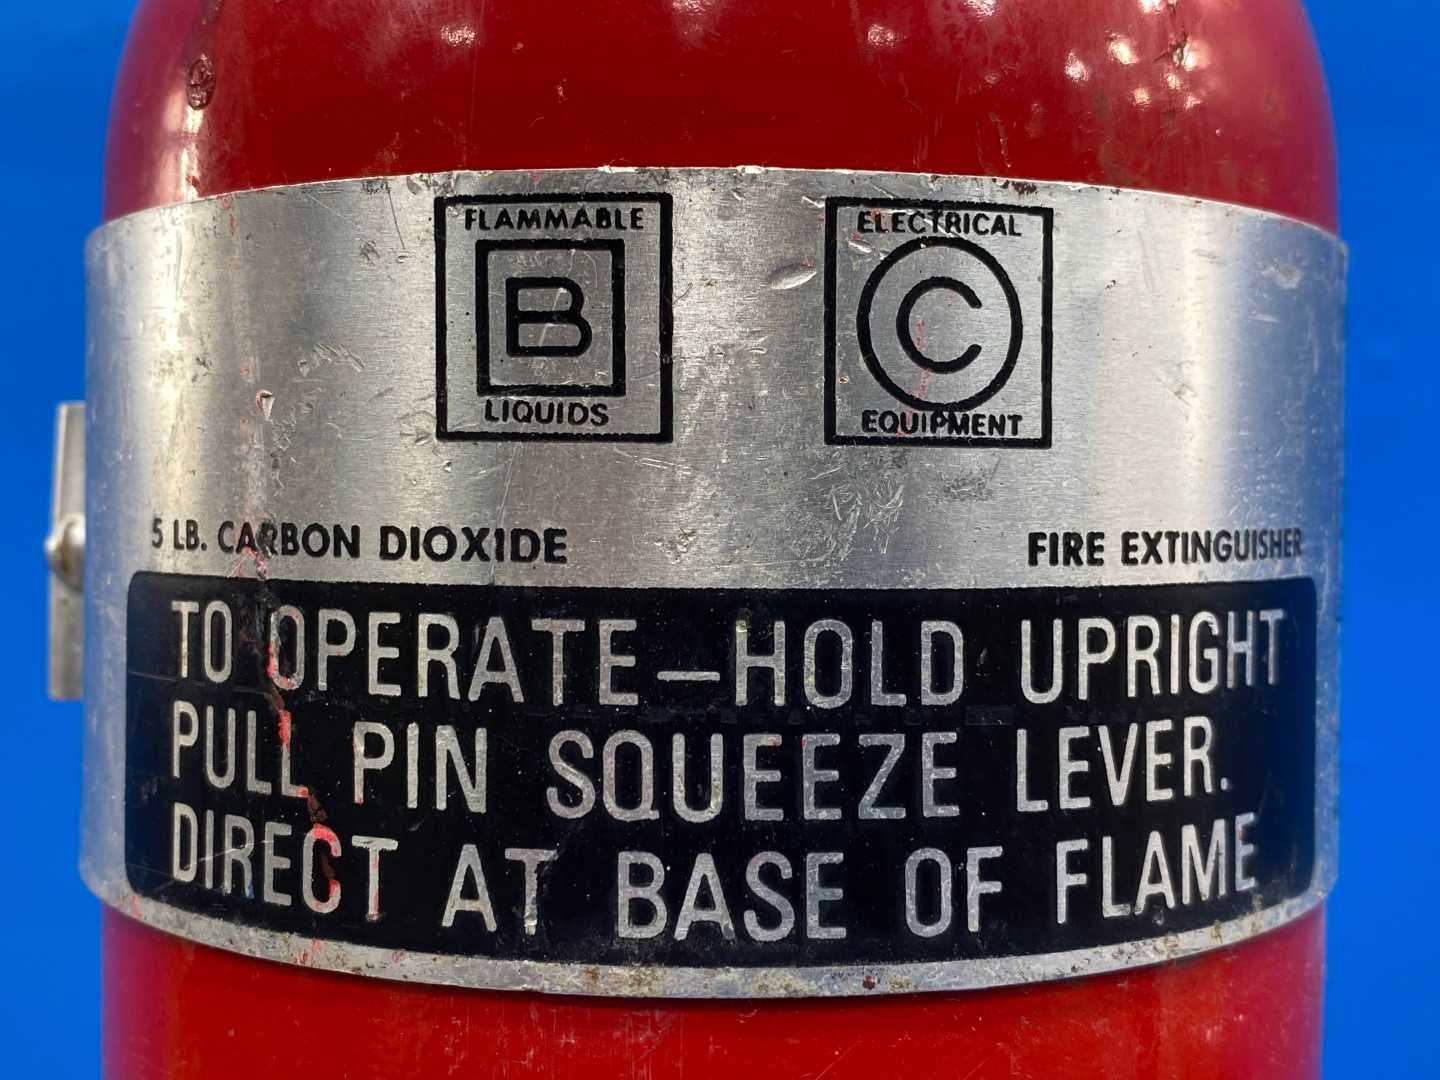 FLAMMABLE
B
LIQUIDS
ELECTRICAL
C
EQUIPMENT
5 LB. CARBON DIOXIDE
FIRE EXTINGUISHER
TO OPERATE—HOLD UPRIGHT
PULL PIN SQUEEZE LEVER.
DIRECT AT BASE OF FLAME